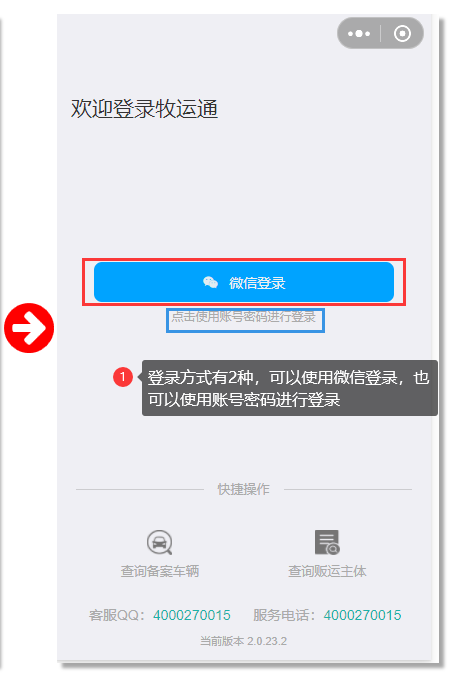 欢迎登录牧运通
微信登录
点击使用账号密码进行登录
1
登录方式有2种，可以使用微信登录，也
可以使用账号密码进行登录
快捷操作
查询备案车辆 查询贩运主体
客服QQ：4000270015 服务电话：4000270015
当前版本 2.0.23.2